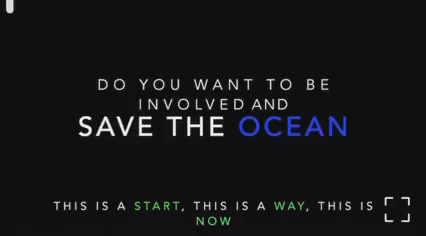 DO YOU WANT TO BE
INVOLVED AND
SAVE THE OCEAN
THIS IS A START, THIS IS A WAY, THIS IS
NOW